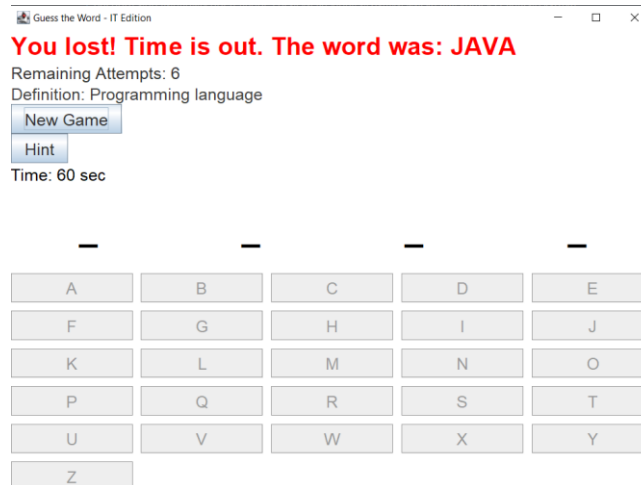 Guess the Word - IT Edition
You lost! Time is out. The word was: JAVA
Remaining Attempts: 6
Definition: Programming language
New Game
Hint
Time: 60 sec
_ _ _ _
A B C D E
F G H I J
K L M N O
P Q R S T
U V W X Y
Z